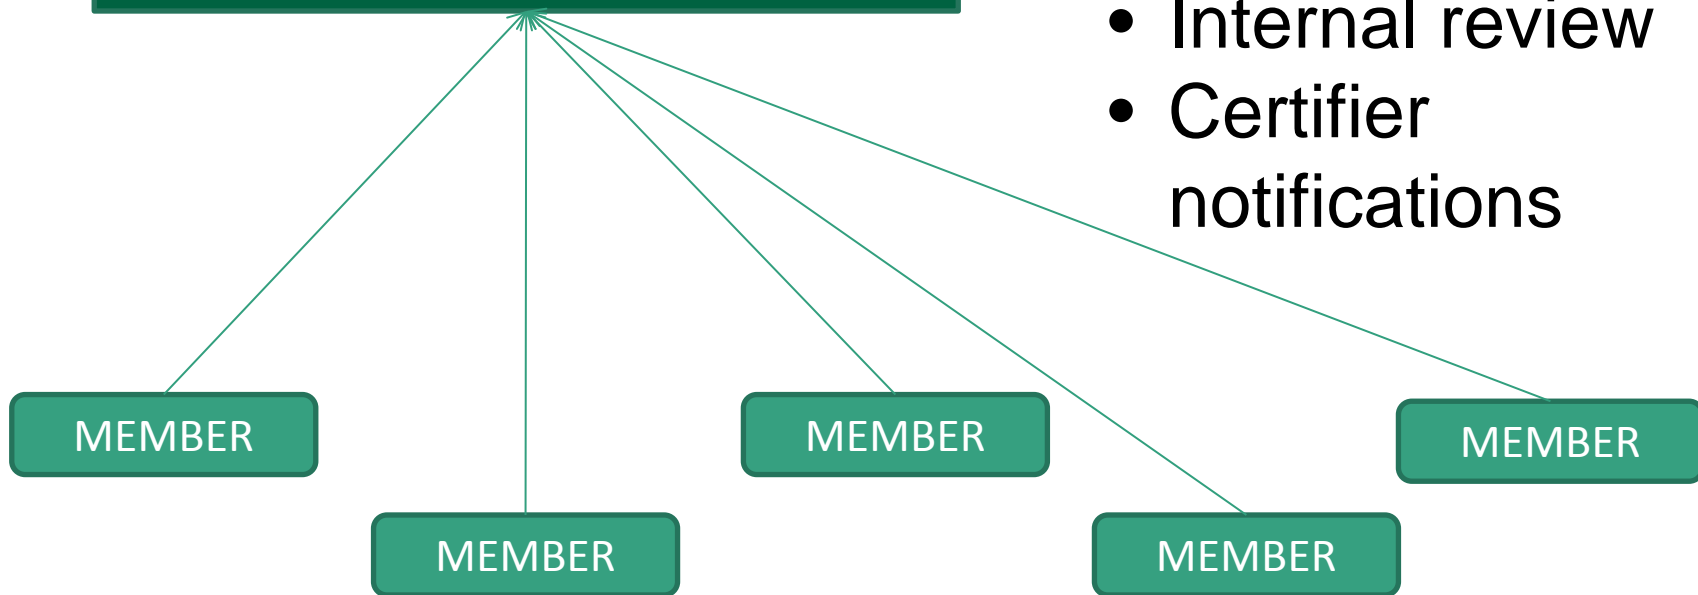 • Internal review
• Certifier
notifications
MEMBER
MEMBER
MEMBER
MEMBER
MEMBER